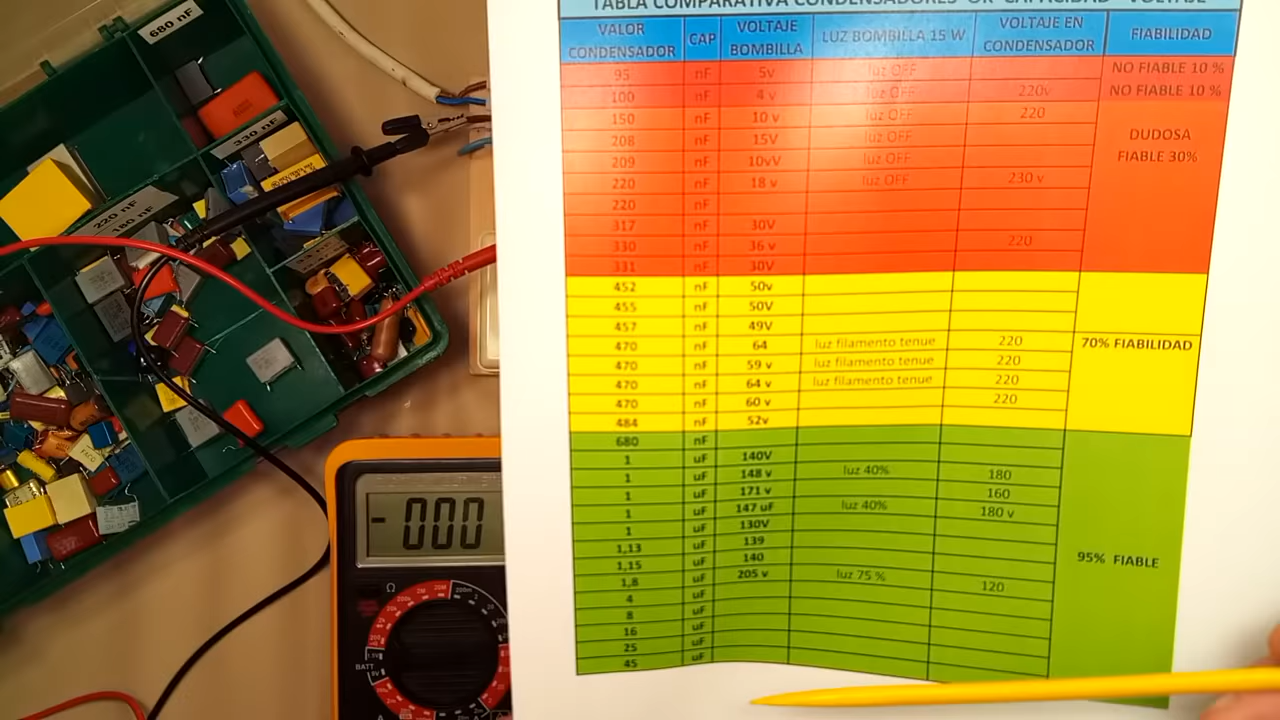 680 nF
330 nF
220 nF
180 nF
TABLA COMPARATIVA CONDENSADORES OK CAPACIDAD VOLTAJE
VALOR CONDENSADOR CAP VOLTAJE BOMBILLA LUZ BOMBILLA 15 W VOLTAJE EN CONDENSADOR FIABILIDAD
95 nF 5v luz OFF NO FIABLE 10 %
100 nF 4 v luz OFF 220v NO FIABLE 10 %
150 nF 10 v luz OFF 220
208 nF 15V luz OFF DUDOSA
209 nF 10vV luz OFF FIABLE 30%
220 nF 18 v luz OFF 230 v
220 nF
317 nF 30V
330 nF 36 v 220
331 nF 30V
452 nF 50v
455 nF 50V
457 nF 49V
470 nF 64 luz filamento tenue 220 70% FIABILIDAD
470 nF 59 v luz filamento tenue 220
470 nF 64 v luz filamento tenue 220
470 nF 60 v 220
484 nF 52v
680 nF
1 uF 140V
1 uF 148 v luz 40% 180
1 uF 171 v 160
1 uF 147 uF luz 40% 180 v
1 uF 130V
1,13 uF 139
1,15 uF 140 95% FIABLE
1,8 uF 205 v luz 75 % 120
4 uF
8 uF
16 uF
25 uF
45 uF
- 000
Ω
200m
BATT